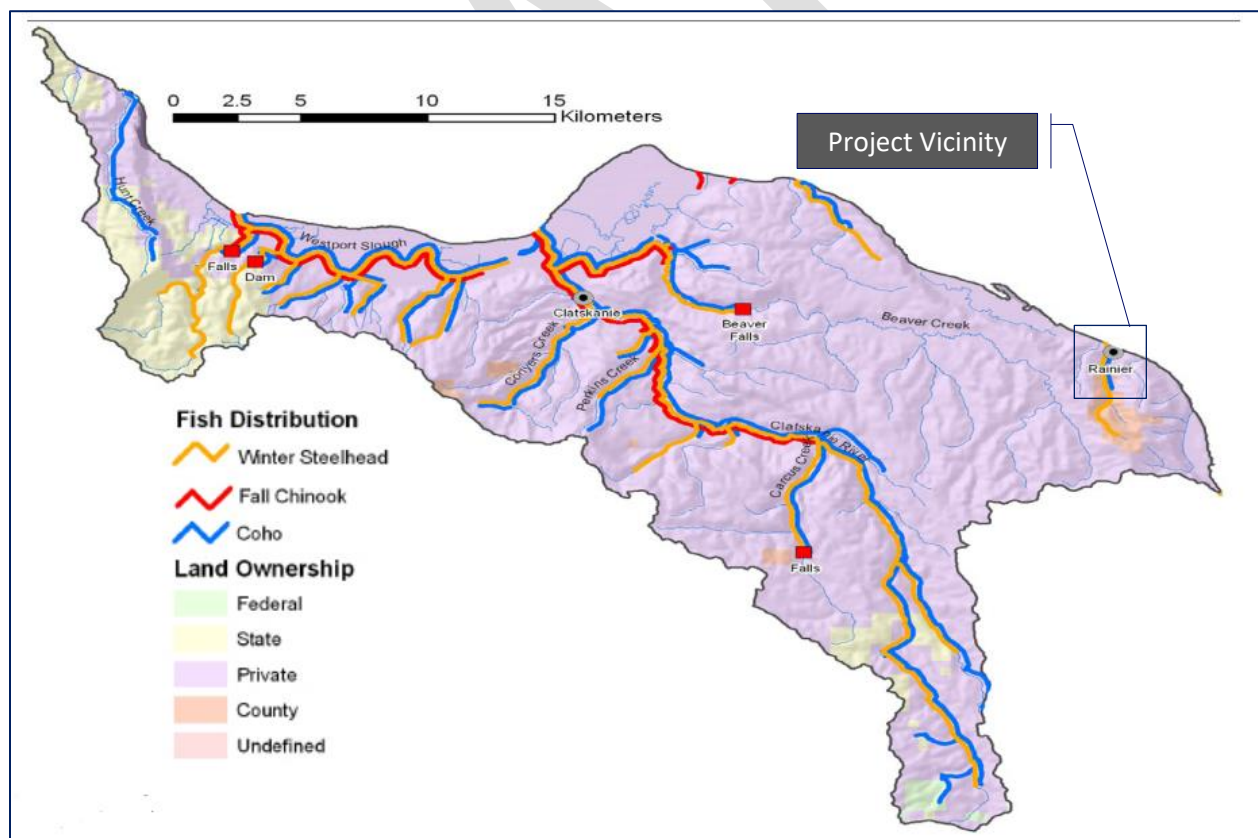 0 2.5 5 10 15
Kilometers
Project Vicinity
Hunt Creek
Westport Slough
Falls
Dam
Clatskanie
Beaver
Falls
Beaver Creek
Rainier
Conyers Creek
Perkins Creek
Clatskanie River
Carcus Creek
Falls
Fish Distribution
Winter Steelhead
Fall Chinook
Coho
Land Ownership
Federal
State
Private
County
Undefined